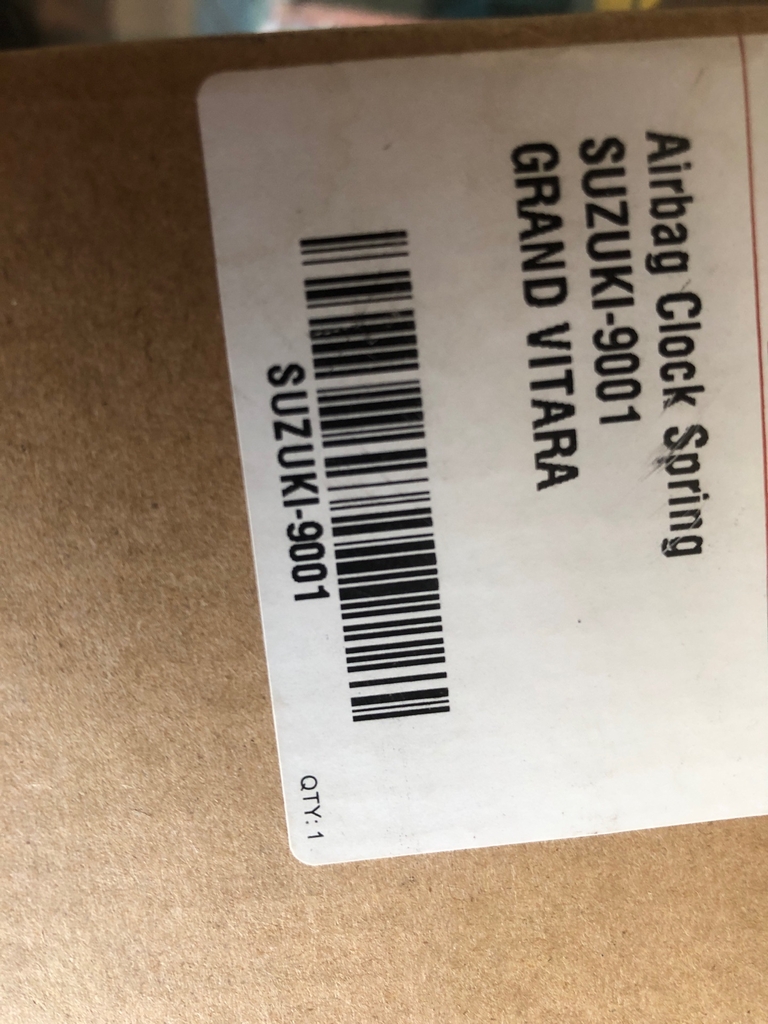 Airbag Clock Spring
SUZUKI-9001
GRAND VITARA
SUZUKI-9001
QTY: 1